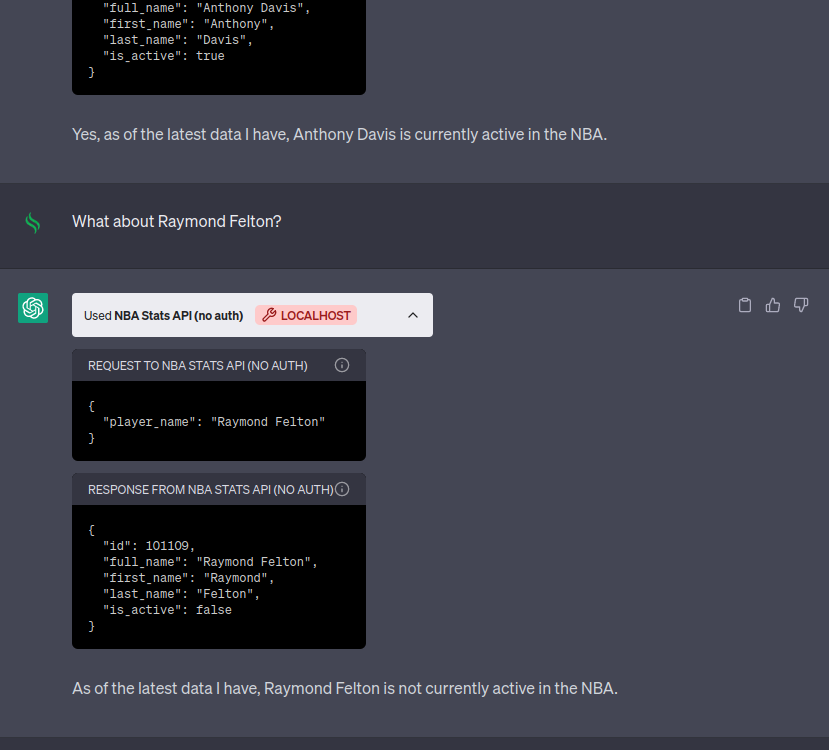 "full_name": "Anthony Davis",
"first_name": "Anthony",
"last_name": "Davis",
"is_active": true
}
Yes, as of the latest data I have, Anthony Davis is currently active in the NBA.
What about Raymond Felton?
Used NBA Stats API (no auth) LOCALHOST
REQUEST TO NBA STATS API (NO AUTH)
{
"player_name": "Raymond Felton"
}
RESPONSE FROM NBA STATS API (NO AUTH)
{
"id": 101109,
"full_name": "Raymond Felton",
"first_name": "Raymond",
"last_name": "Felton",
"is_active": false
}
As of the latest data I have, Raymond Felton is not currently active in the NBA.